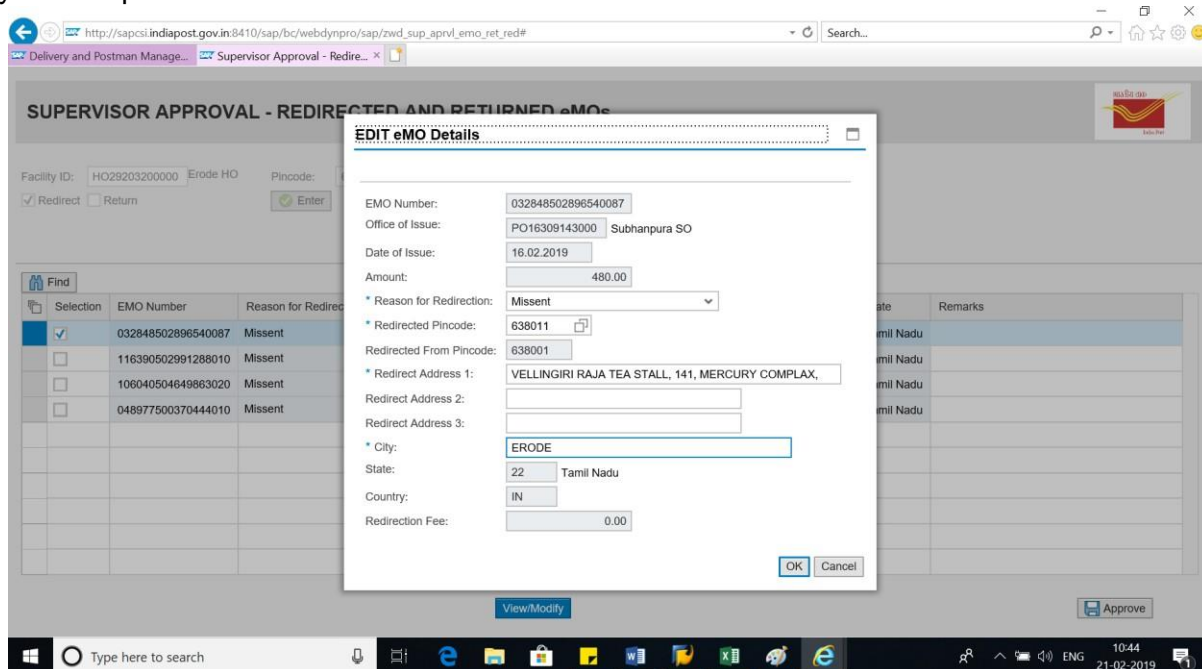 http://sapcsi.indiapost.gov.in:8410/sap/bc/webdynpro/sap/zwd_sup_aprvl_emo_ret_red#
Search...
Delivery and Postman Manage...
Supervisor Approval - Redire...
SUPERVISOR APPROVAL - REDIRECTED AND RETURNED eMOs
Facility ID: HO29203200000 Erode HO Pincode:
Redirect Return Enter
EDIT eMO Details
EMO Number: 032848502896540087
Office of Issue: PO16309143000 Subhanpura SO
Date of Issue: 16.02.2019
Amount: 480.00
* Reason for Redirection: Missent
* Redirected Pincode: 638011
Redirected From Pincode: 638001
* Redirect Address 1: VELLINGIRI RAJA TEA STALL, 141, MERCURY COMPLAX,
Redirect Address 2:
Redirect Address 3:
* City: ERODE
State: 22 Tamil Nadu
Country: IN
Redirection Fee: 0.00
OK Cancel
Find
Selection EMO Number Reason for Redirec ate Remarks
032848502896540087 Missent mil Nadu
116390502991288010 Missent mil Nadu
106040504649863020 Missent mil Nadu
048977500370444010 Missent mil Nadu
View/Modify
Approve
Type here to search
ENG
10:44
21-02-2019